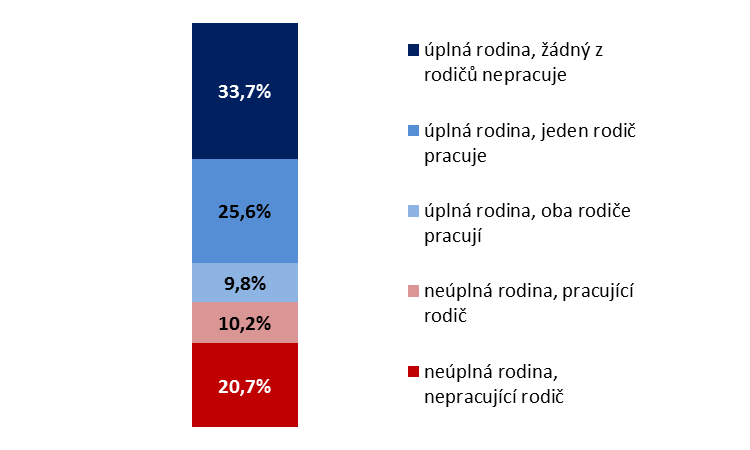 33,7%
25,6%
9,8%
10,2%
20,7%
úplná rodina, žádný z
rodičů nepracuje
úplná rodina, jeden rodič
pracuje
úplná rodina, oba rodiče
pracují
neúplná rodina, pracující
rodič
neúplná rodina,
nepracující rodič